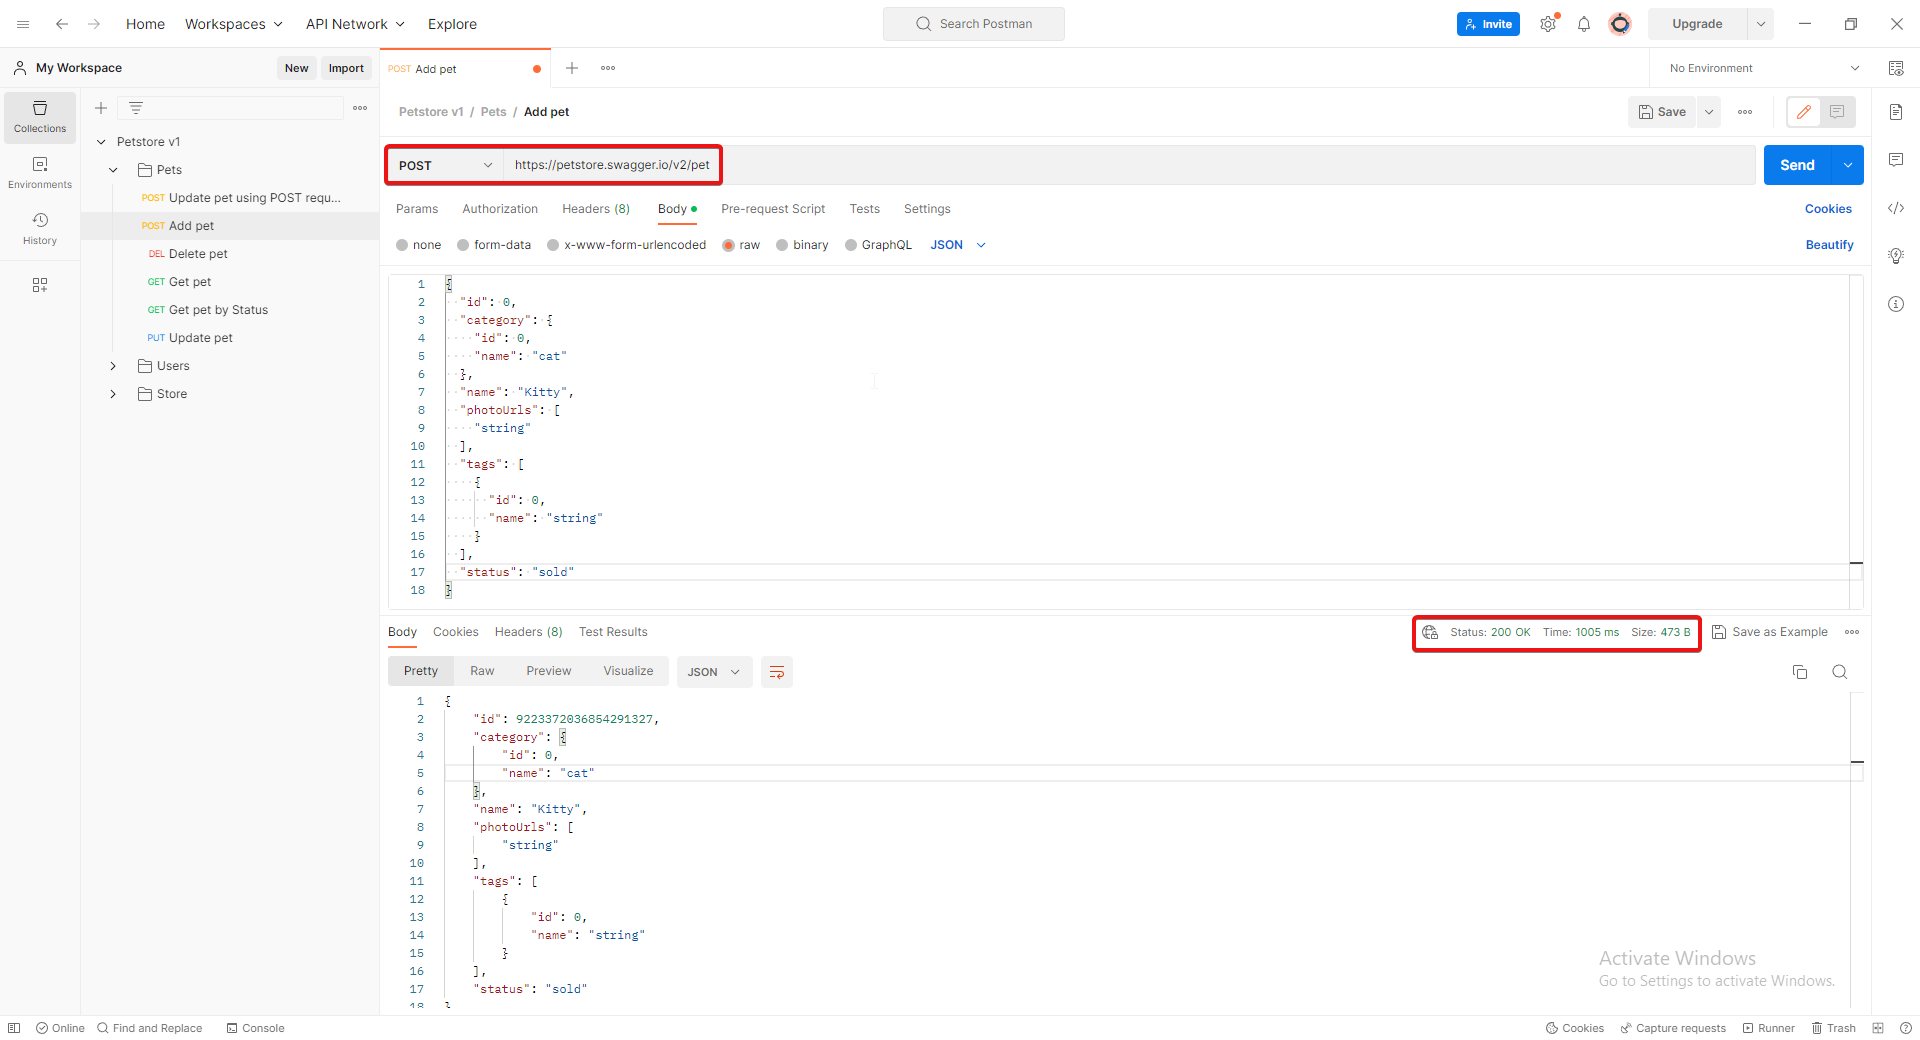 Home Workspaces API Network Explore Search Postman Invite Upgrade
My Workspace New Import POST Add pet No Environment
Collections
Environments
History
Petstore v1
Pets
POST Update pet using POST requ...
POST Add pet
DEL Delete pet
GET Get pet
GET Get pet by Status
PUT Update pet
Users
Store
Petstore v1 / Pets / Add pet Save
POST https://petstore.swagger.io/v2/pet Send
Params Authorization Headers (8) Body Pre-request Script Tests Settings Cookies
none form-data x-www-form-urlencoded raw binary GraphQL JSON Beautify
1 {
2 "id": 0,
3 "category": {
4 "id": 0,
5 "name": "cat"
6 },
7 "name": "Kitty",
8 "photoUrls": [
9 "string"
10 ],
11 "tags": [
12 {
13 "id": 0,
14 "name": "string"
15 }
16 ],
17 "status": "sold"
18 }
Body Cookies Headers (8) Test Results Status: 200 OK Time: 1005 ms Size: 473 B Save as Example
Pretty Raw Preview Visualize JSON
1 {
2 "id": 9223372036854291327,
3 "category": {
4 "id": 0,
5 "name": "cat"
6 },
7 "name": "Kitty",
8 "photoUrls": [
9 "string"
10 ],
11 "tags": [
12 {
13 "id": 0,
14 "name": "string"
15 }
16 ],
17 "status": "sold"
18 }
Activate Windows
Go to Settings to activate Windows.
Online Find and Replace Console Cookies Capture requests Runner Trash